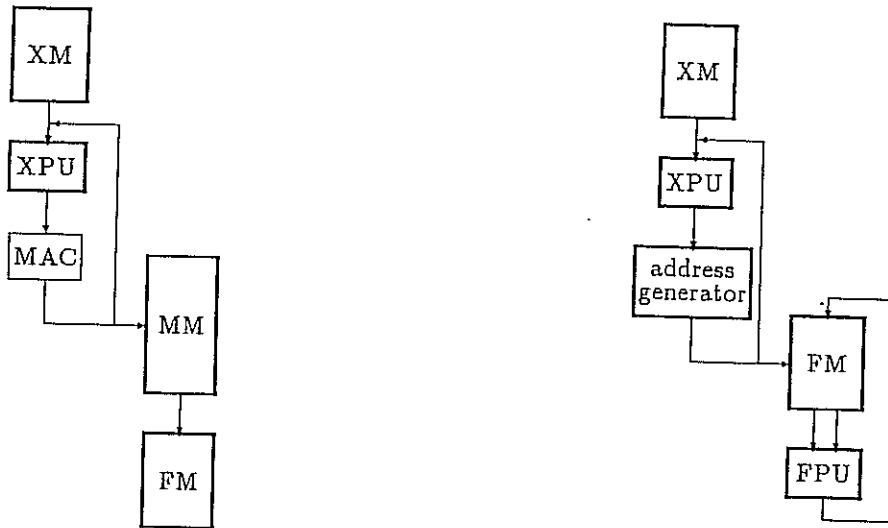 XM
XPU
MAC
MM
FM
XM
XPU
address
generator
FM
FPU